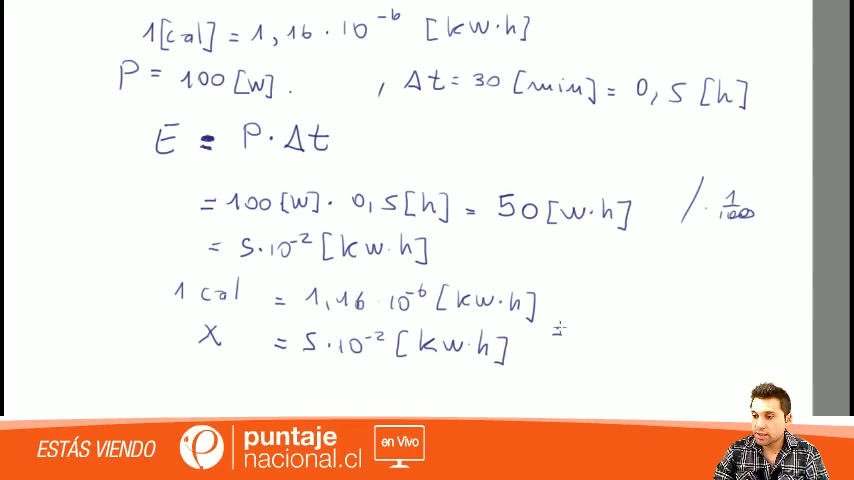 1[cal] = 1,16 · 10⁻⁶ [kw·h]
P = 100 [w] . , Δt = 30 [min] = 0,5 [h]
E = P · Δt
= 100 [w] · 0,5 [h] = 50 [w·h] / · 1/1000
= 5·10⁻² [kw·h]
1 cal = 1,16 · 10⁻⁶ [kw·h]
X = 5·10⁻² [kw·h]
ESTÁS VIENDO
puntaje
nacional.cl
en Vivo